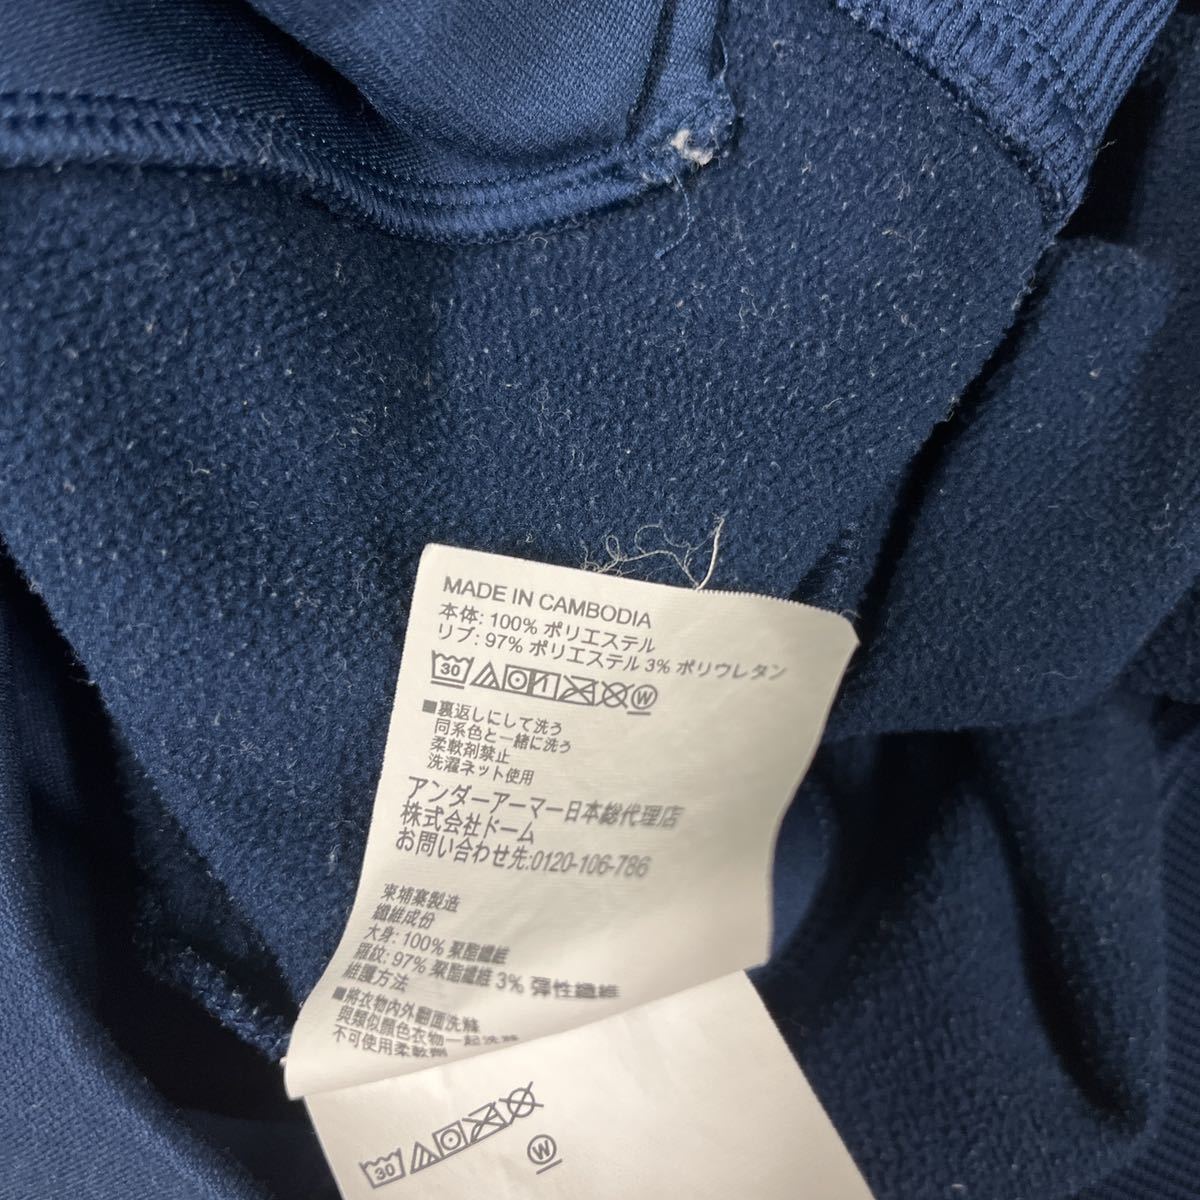 MADE IN CAMBODIA
本体: 100% ポリエステル
リブ: 97% ポリエステル 3% ポリウレタン
30 W
■裏返しにして洗う
同系色と一緒に洗う
柔軟剤禁止
洗濯ネット使用
アンダーアーマー日本総代理店
株式会社ドーム
お問い合わせ先:0120-106-786
柬埔寨製造
纖維成份
大身: 100% 聚酯纖維
羅紋: 97% 聚酯纖維 3% 彈性纖維
維護方法
■將衣物內外翻面洗滌
與類似顏色衣物一起洗滌
不可使用柔軟劑
30
W